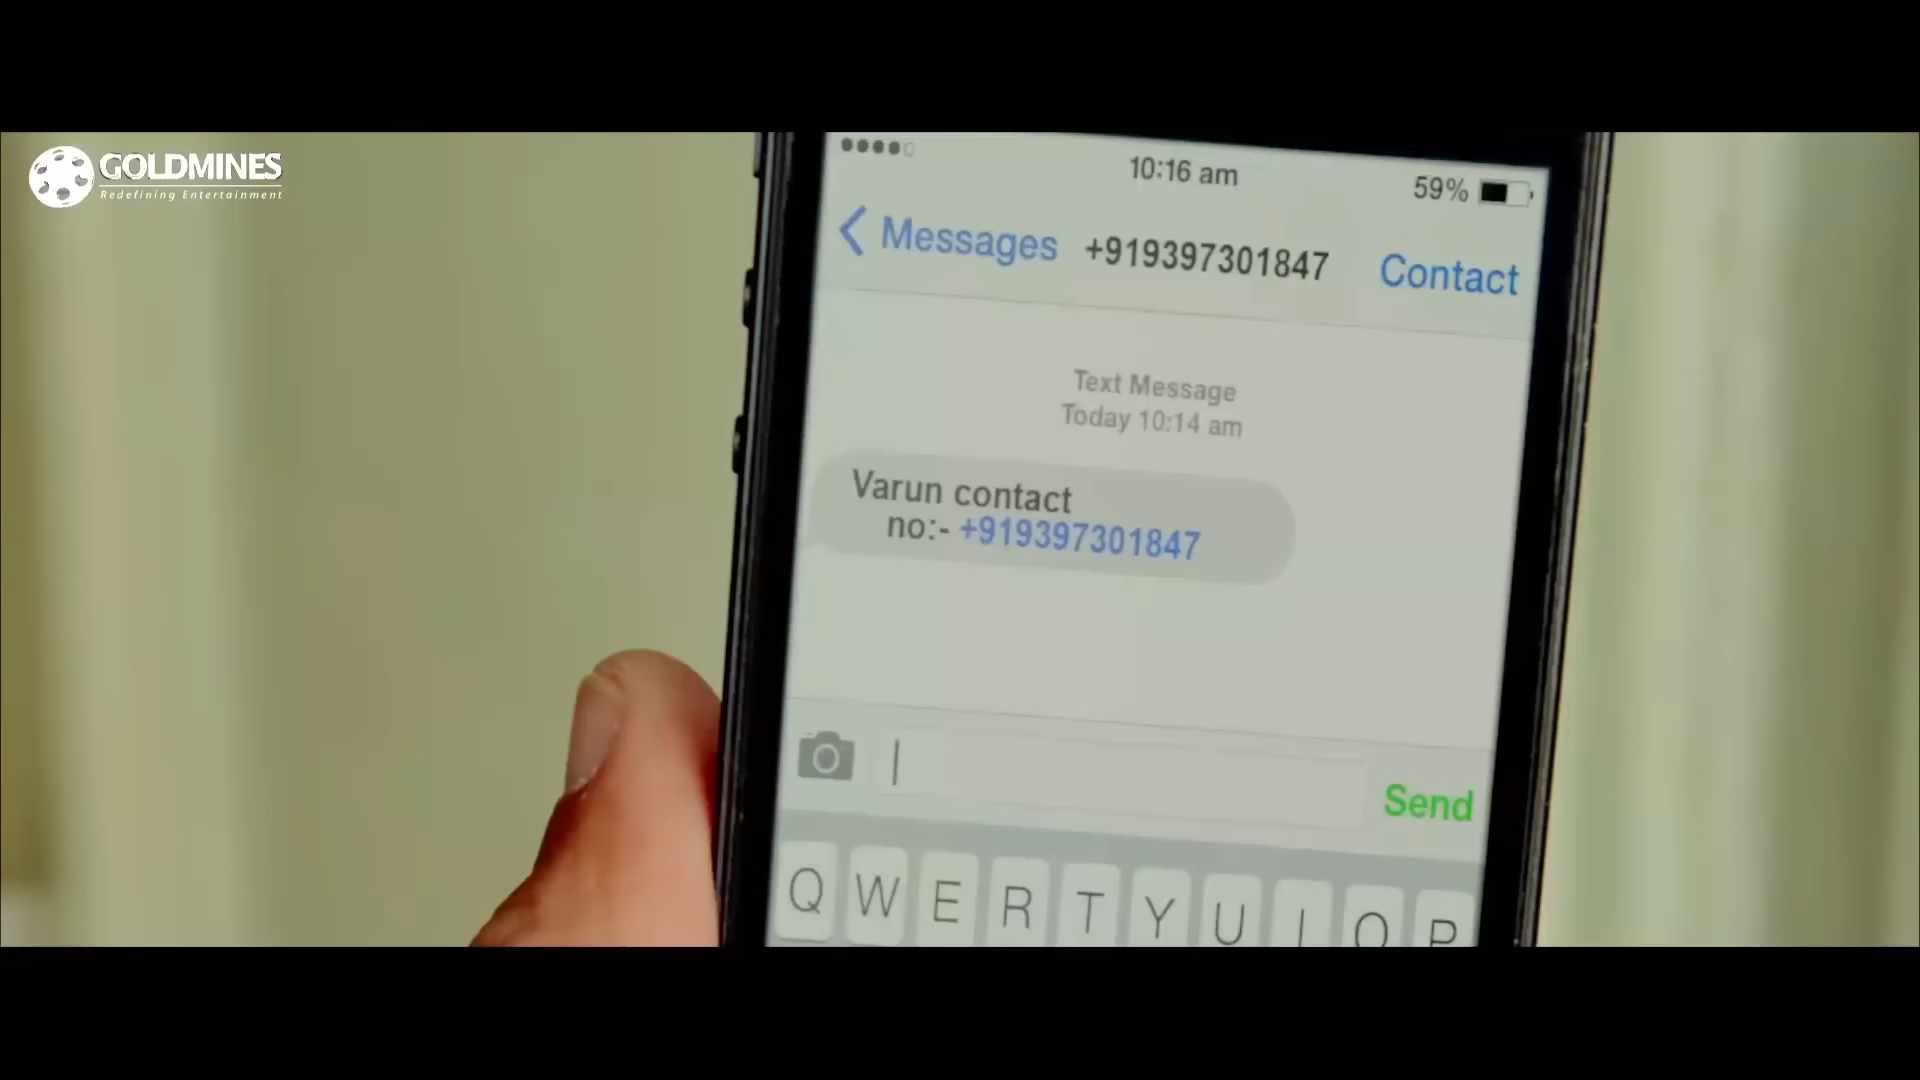 GOLDMINES
Redefining Entertainment
10:16 am
59%
Messages +919397301847 Contact
Text Message
Today 10:14 am
Varun contact
no:- +919397301847
Send
Q W E R T Y U I O P